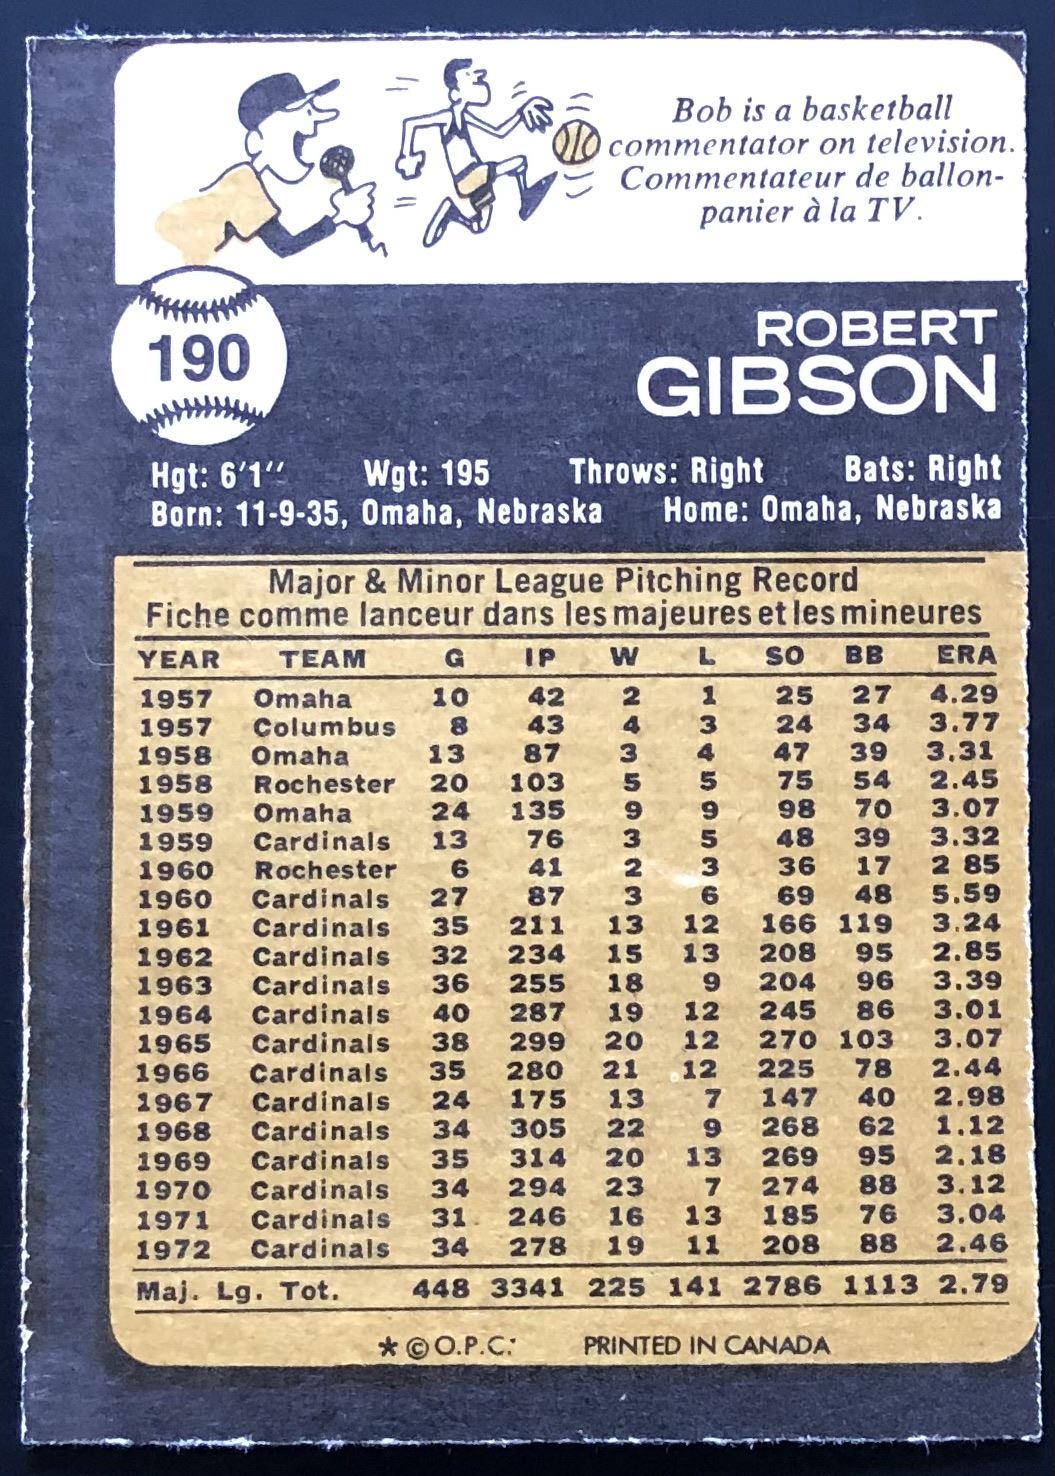 Bob is a basketball
commentator on television.
Commentateur de ballon-
panier à la TV.
190
ROBERT
GIBSON
Hgt: 6'1" Wgt: 195 Throws: Right Bats: Right
Born: 11-9-35, Omaha, Nebraska Home: Omaha, Nebraska
Major & Minor League Pitching Record
Fiche comme lanceur dans les majeures et les mineures
YEAR TEAM G IP W L SO BB ERA
1957 Omaha 10 42 2 1 25 27 4.29
1957 Columbus 8 43 4 3 24 34 3.77
1958 Omaha 13 87 3 4 47 39 3.31
1958 Rochester 20 103 5 5 75 54 2.45
1959 Omaha 24 135 9 9 98 70 3.07
1959 Cardinals 13 76 3 5 48 39 3.32
1960 Rochester 6 41 2 3 36 17 2 85
1960 Cardinals 27 87 3 6 69 48 5.59
1961 Cardinals 35 211 13 12 166 119 3.24
1962 Cardinals 32 234 15 13 208 95 2.85
1963 Cardinals 36 255 18 9 204 96 3.39
1964 Cardinals 40 287 19 12 245 86 3.01
1965 Cardinals 38 299 20 12 270 103 3.07
1966 Cardinals 35 280 21 12 225 78 2.44
1967 Cardinals 24 175 13 7 147 40 2.98
1968 Cardinals 34 305 22 9 268 62 1.12
1969 Cardinals 35 314 20 13 269 95 2.18
1970 Cardinals 34 294 23 7 274 88 3.12
1971 Cardinals 31 246 16 13 185 76 3.04
1972 Cardinals 34 278 19 11 208 88 2.46
Maj. Lg. Tot. 448 3341 225 141 2786 1113 2.79
* © O.P.C. PRINTED IN CANADA